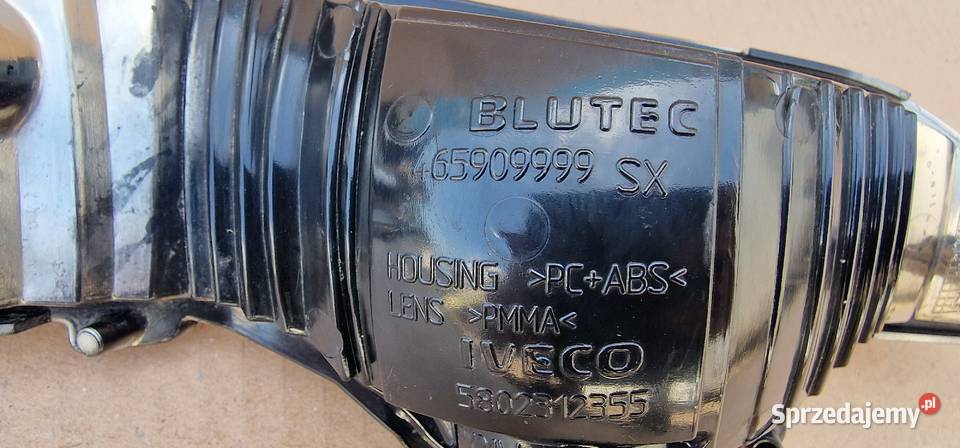 BLUTEC
465909999 SX
HOUSING >PC+ABS<
LENS >PMMA<
IVECO
5802312355
Sprzedajemy.pl